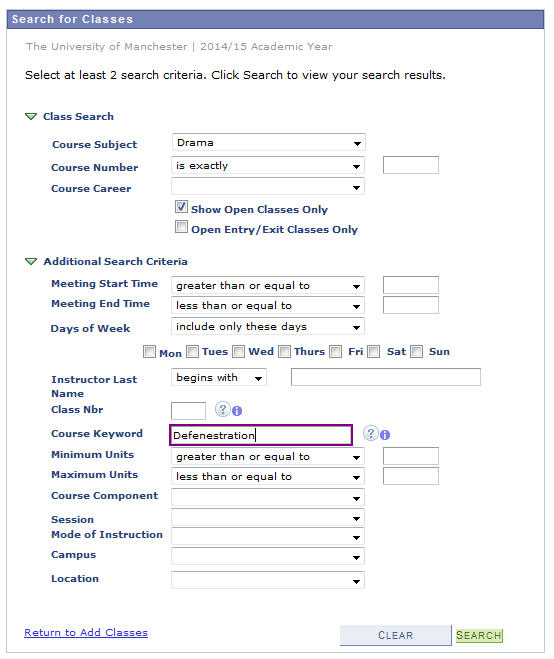 Search for Classes
The University of Manchester | 2014/15 Academic Year
Select at least 2 search criteria. Click Search to view your search results.
Class Search
Course Subject Drama
Course Number is exactly
Course Career
Show Open Classes Only
Open Entry/Exit Classes Only
Additional Search Criteria
Meeting Start Time greater than or equal to
Meeting End Time less than or equal to
Days of Week include only these days
Mon Tues Wed Thurs Fri Sat Sun
Instructor Last Name begins with
Class Nbr ? i
Course Keyword Defenestration ? i
Minimum Units greater than or equal to
Maximum Units less than or equal to
Course Component
Session
Mode of Instruction
Campus
Location
Return to Add Classes CLEAR SEARCH